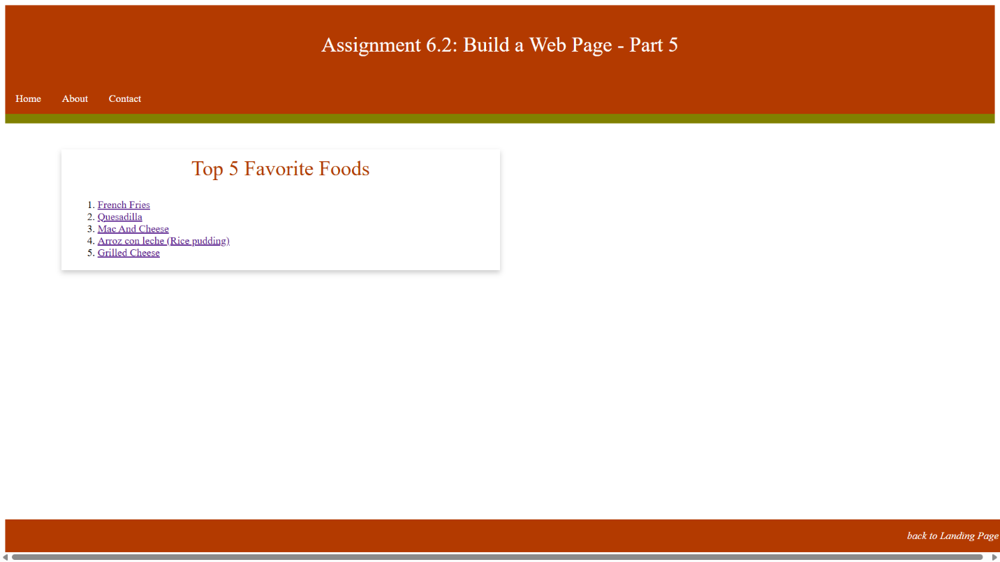 Assignment 6.2: Build a Web Page - Part 5
Home About Contact
Top 5 Favorite Foods
1. French Fries
2. Quesadilla
3. Mac And Cheese
4. Arroz con leche (Rice pudding)
5. Grilled Cheese
back to Landing Page